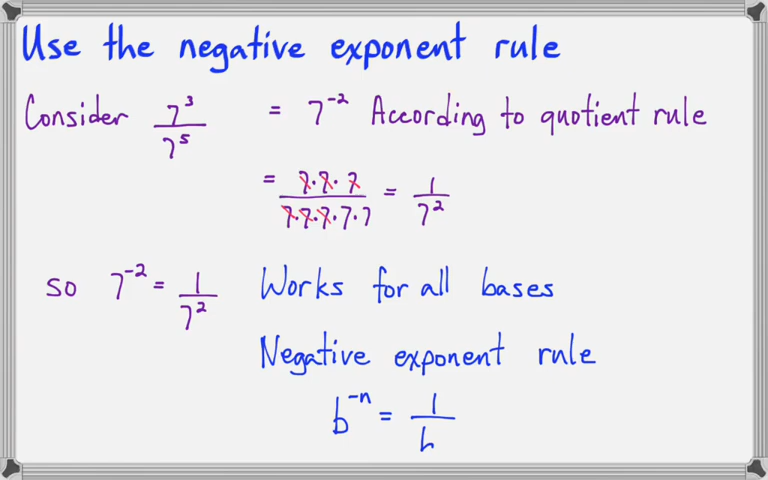 Use the negative exponent rule
Consider 7³/7⁵ = 7⁻² According to quotient rule
= 7·7·7/7·7·7·7·7 = 1/7²
so 7⁻² = 1/7² Works for all bases
Negative exponent rule
b⁻ⁿ = 1/